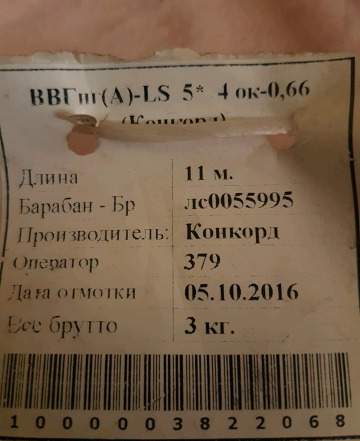 ВВГнг(А)-LS 5* 4 ок-0,66
(Конкорд)
Длина 11 м.
Барабан - Бр лс0055995
Производитель: Конкорд
Оператор 379
Дата отмотки 05.10.2016
Вес брутто 3 кг.
1000003822068